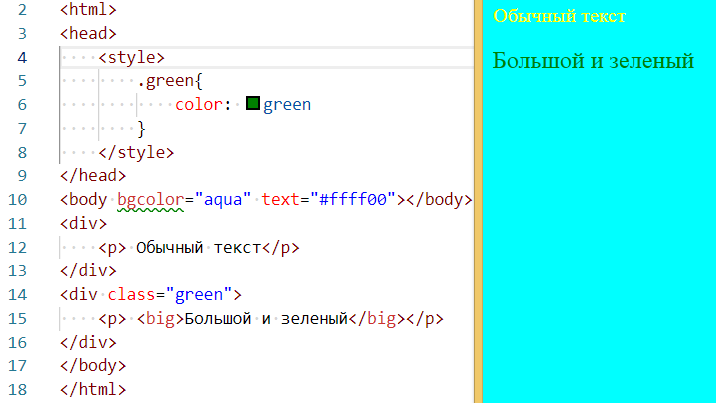 2 <html>
3 <head>
4 <style>
5 .green{
6 color: green
7 }
8 </style>
9 </head>
10 <body bgcolor="aqua" text="#ffff00"></body>
11 <div>
12 <p> Обычный текст</p>
13 </div>
14 <div class="green">
15 <p> <big>Большой и зеленый</big></p>
16 </div>
17 </body>
18 </html>
Обычный текст
Большой и зеленый